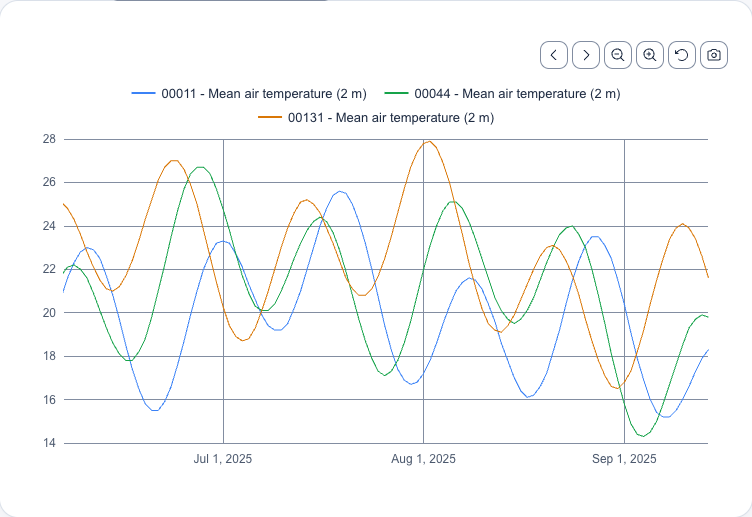 00011 - Mean air temperature (2 m) 00044 - Mean air temperature (2 m)
00131 - Mean air temperature (2 m)
28
26
24
22
20
18
16
14
Jul 1, 2025 Aug 1, 2025 Sep 1, 2025